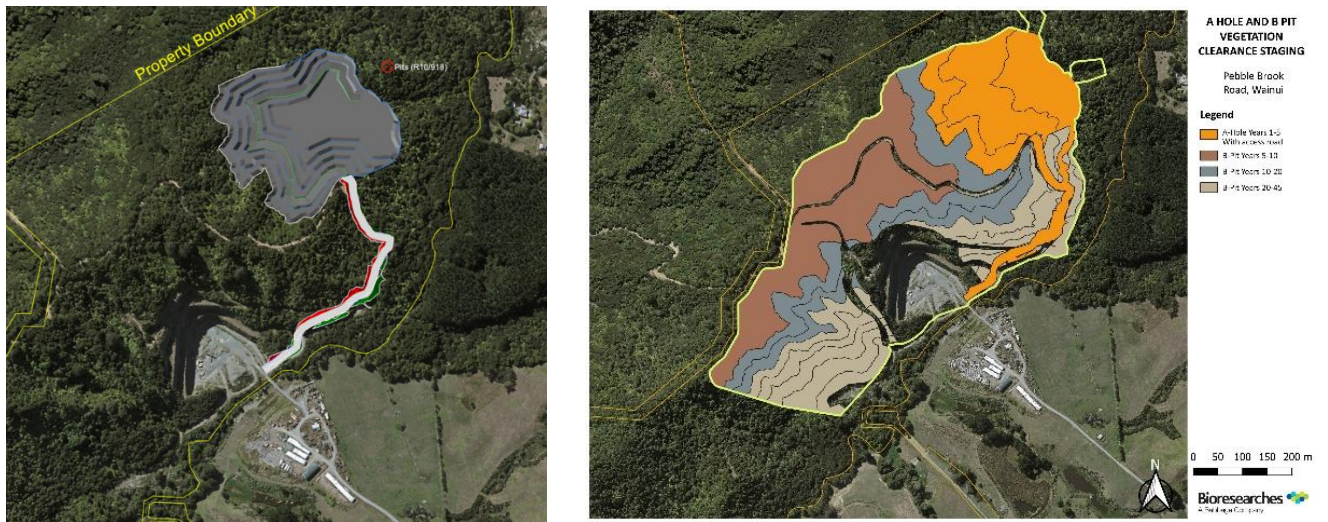 Property Boundary
Pits (R10/918)
A HOLE AND B PIT
VEGETATION
CLEARANCE STAGING
Pebble Brook
Road, Wainui
Legend
A-Hole Years 1-5
With access road
B-Pit Years 5-10
B-Pit Years 10-20
B-Pit Years 20-45
N
0 50 100 150 200 m
Bioresearches
A Babbage Company